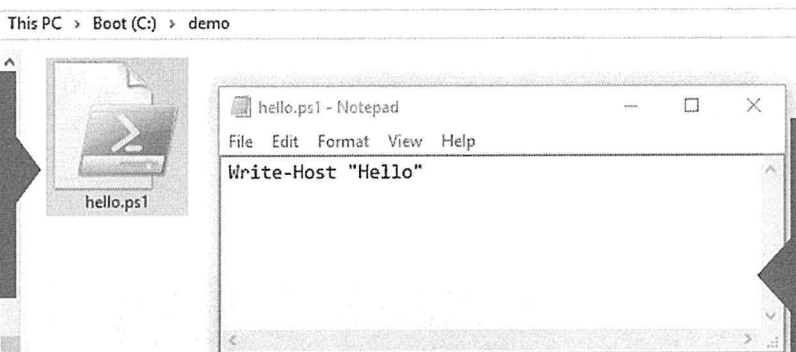 This PC > Boot (C:) > demo
hello.ps1
hello.ps1 - Notepad
File Edit Format View Help
Write-Host "Hello"